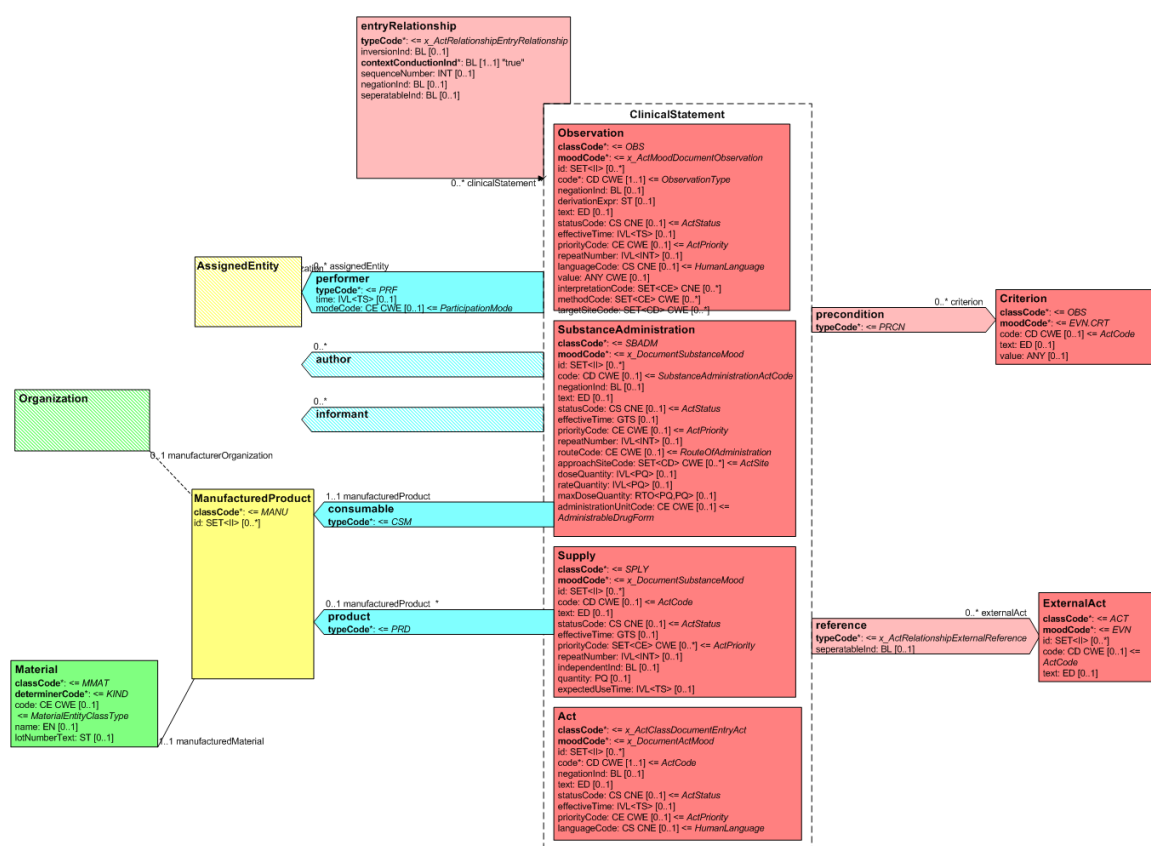 entryRelationship
typeCode*: <= x_ActRelationshipEntryRelationship
inversionInd: BL [0..1]
contextConductionInd*: BL [1..1] "true"
sequenceNumber: INT [0..1]
negationInd: BL [0..1]
seperatableInd: BL [0..1]
0..* clinicalStatement
ClinicalStatement
Observation
classCode*: <= OBS
moodCode*: <= x_ActMoodDocumentObservation
id: SET<II> [0..*]
code*: CD CWE [1..1] <= ObservationType
negationInd: BL [0..1]
derivationExpr: ST [0..1]
text: ED [0..1]
statusCode: CS CNE [0..1] <= ActStatus
effectiveTime: IVL<TS> [0..1]
priorityCode: CE CWE [0..1] <= ActPriority
repeatNumber: IVL<INT> [0..1]
languageCode: CS CNE [0..1] <= HumanLanguage
value: ANY CWE [0..1]
interpretationCode: SET<CE> CNE [0..*]
methodCode: SET<CE> CWE [0..*]
targetSiteCode: SET<CD> CWE [0..*]
AssignedEntity
0..* assignedEntity
performer
typeCode*: <= PRF
time: IVL<TS> [0..1]
modeCode: CE CWE [0..1] <= ParticipationMode
0..*
author
0..*
informant
Organization
0..1 manufacturerOrganization
ManufacturedProduct
classCode*: <= MANU
id: SET<II> [0..*]
1..1 manufacturedProduct
consumable
typeCode*: <= CSM
0..1 manufacturedProduct *
product
typeCode*: <= PRD
Material
classCode*: <= MMAT
determinerCode*: <= KIND
code: CE CWE [0..1]
<= MaterialEntityClassType
name: EN [0..1]
lotNumberText: ST [0..1]
1..1 manufacturedMaterial
SubstanceAdministration
classCode*: <= SBADM
moodCode*: <= x_DocumentSubstanceMood
id: SET<II> [0..*]
code: CD CWE [0..1] <= SubstanceAdministrationActCode
negationInd: BL [0..1]
text: ED [0..1]
statusCode: CS CNE [0..1] <= ActStatus
effectiveTime: GTS [0..1]
priorityCode: CE CWE [0..1] <= ActPriority
repeatNumber: IVL<INT> [0..1]
routeCode: CE CWE [0..1] <= RouteOfAdministration
approachSiteCode: SET<CD> CWE [0..*] <= ActSite
doseQuantity: IVL<PQ> [0..1]
rateQuantity: IVL<PQ> [0..1]
maxDoseQuantity: RTO<PQ,PQ> [0..1]
administrationUnitCode: CE CWE [0..1] <=
AdministrableDrugForm
Supply
classCode*: <= SPLY
moodCode*: <= x_DocumentSubstanceMood
id: SET<II> [0..*]
code: CD CWE [0..1] <= ActCode
text: ED [0..1]
statusCode: CS CNE [0..1] <= ActStatus
effectiveTime: GTS [0..1]
priorityCode: SET<CE> CWE [0..*] <= ActPriority
repeatNumber: IVL<INT> [0..1]
independentInd: BL [0..1]
quantity: PQ [0..1]
expectedUseTime: IVL<TS> [0..1]
Act
classCode*: <= x_ActClassDocumentEntryAct
moodCode*: <= x_DocumentActMood
id: SET<II> [0..*]
code*: CD CWE [1..1] <= ActCode
negationInd: BL [0..1]
text: ED [0..1]
statusCode: CS CNE [0..1] <= ActStatus
effectiveTime: IVL<TS> [0..1]
priorityCode: CE CWE [0..1] <= ActPriority
languageCode: CS CNE [0..1] <= HumanLanguage
0..* criterion
precondition
typeCode*: <= PRCN
Criterion
classCode*: <= OBS
moodCode*: <= EVN.CRT
code: CD CWE [0..1] <= ActCode
text: ED [0..1]
value: ANY [0..1]
0..* externalAct
reference
typeCode*: <= x_ActRelationshipExternalReference
seperatableInd: BL [0..1]
ExternalAct
classCode*: <= ACT
moodCode*: <= EVN
id: SET<II> [0..*]
code: CD CWE [0..1] <=
ActCode
text: ED [0..1]